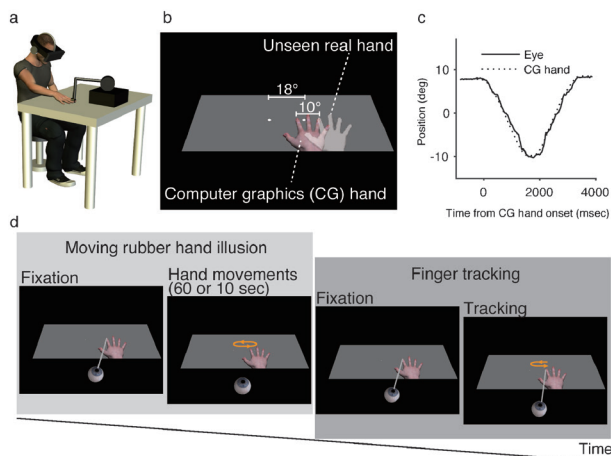 a
b
Unseen real hand
18°
10°
Computer graphics (CG) hand
c
Eye
CG hand
Position (deg)
10
0
-10
0
2000
4000
Time from CG hand onset (msec)
d
Moving rubber hand illusion
Fixation
Hand movements
(60 or 10 sec)
Finger tracking
Fixation
Tracking
Time